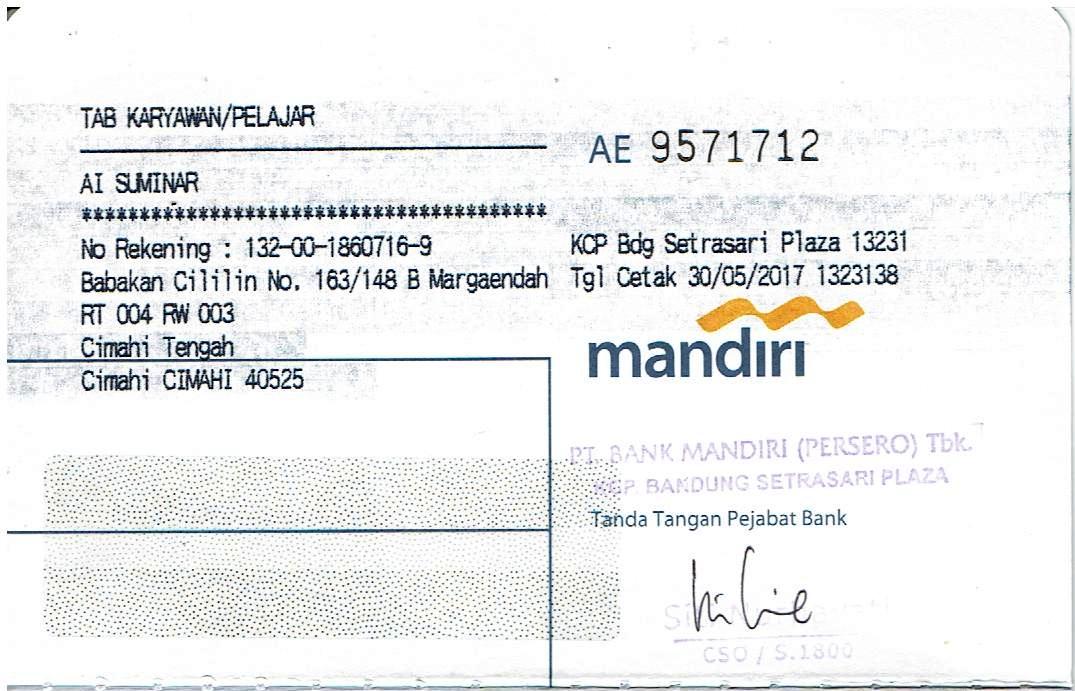 TAB KARYAWAN/PELAJAR
AE 9571712
AI SUMINAR
*****************************************
No Rekening : 132-00-1860716-9
KCP Bdg Setrasari Plaza 13231
Babakan Cililin No. 163/148 B Margaendah
Tgl Cetak 30/05/2017 1323138
RT 004 RW 003
Cimahi Tengah
Cimahi CIMAHI 40525
mandiri
PT. BANK MANDIRI (PERSERO) Tbk.
KCP. BANDUNG SETRASARI PLAZA
Tanda Tangan Pejabat Bank
CSO / S.1800